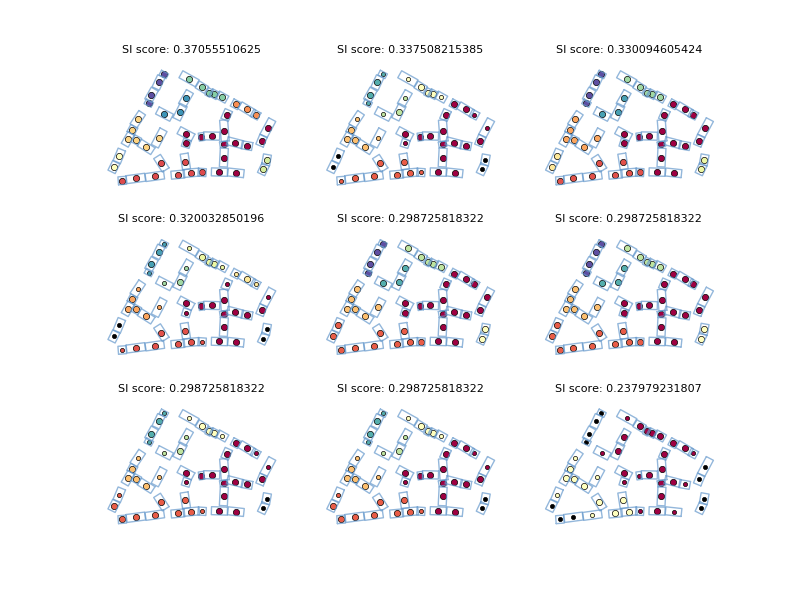 SI score: 0.37055510625
SI score: 0.337508215385
SI score: 0.330094605424
SI score: 0.320032850196
SI score: 0.298725818322
SI score: 0.298725818322
SI score: 0.298725818322
SI score: 0.298725818322
SI score: 0.237979231807